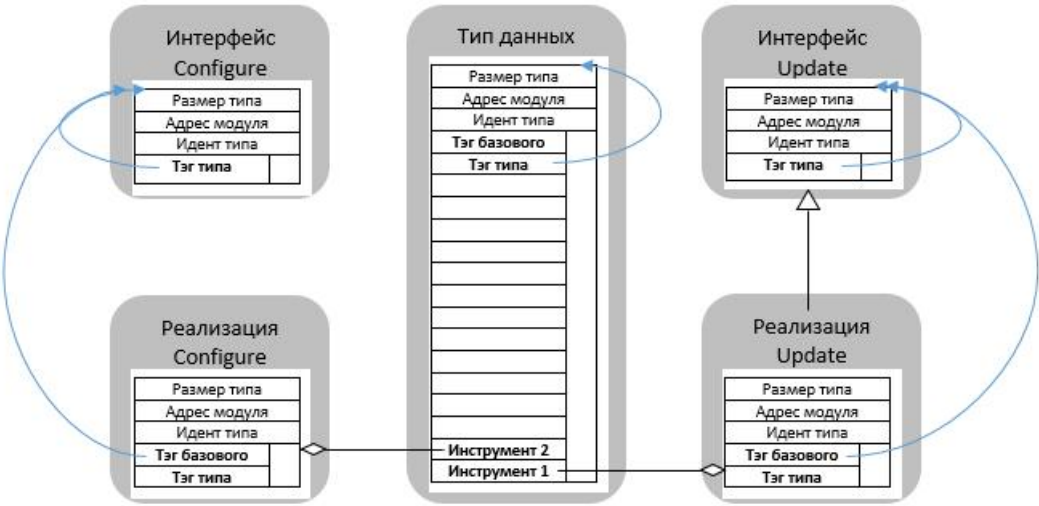 Интерфейс
Configure
Размер типа
Адрес модуля
Идент типа
Тэг типа
Тип данных
Размер типа
Адрес модуля
Идент типа
Тэг базового
Тэг типа
Инструмент 2
Инструмент 1
Интерфейс
Update
Размер типа
Адрес модуля
Идент типа
Тэг типа
Реализация
Configure
Размер типа
Адрес модуля
Идент типа
Тэг базового
Тэг типа
Реализация
Update
Размер типа
Адрес модуля
Идент типа
Тэг базового
Тэг типа